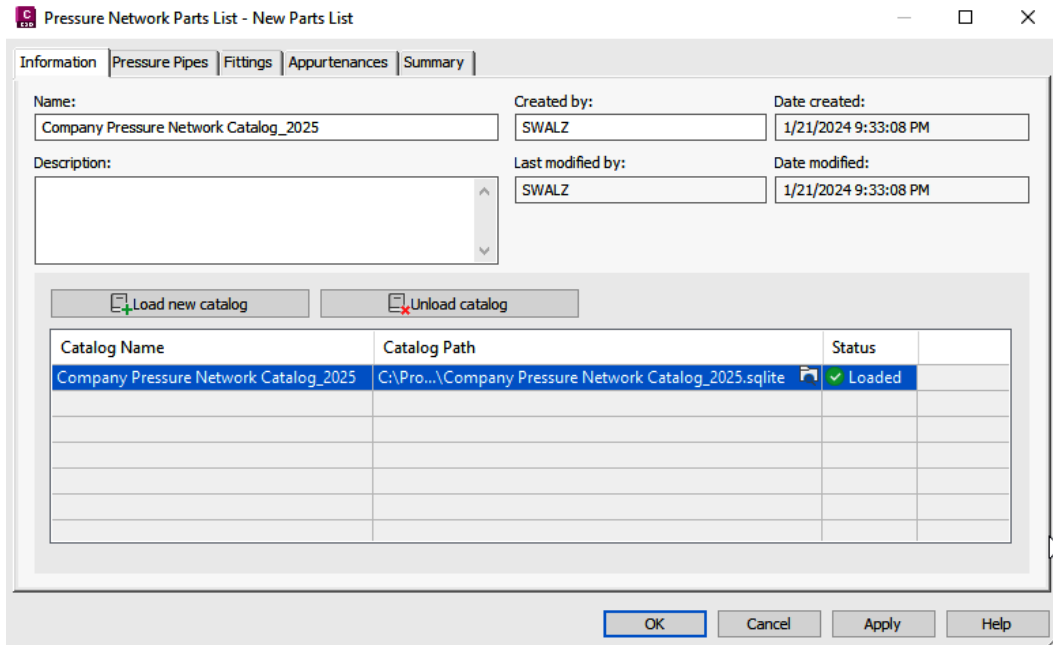 C
C3D
Pressure Network Parts List - New Parts List
Information Pressure Pipes Fittings Appurtenances Summary
Name: Created by: Date created:
Company Pressure Network Catalog_2025 SWALZ 1/21/2024 9:33:08 PM
Description: Last modified by: Date modified:
SWALZ 1/21/2024 9:33:08 PM
Load new catalog Unload catalog
Catalog Name Catalog Path Status
Company Pressure Network Catalog_2025 C:\Pro...\Company Pressure Network Catalog_2025.sqlite Loaded
OK Cancel Apply Help